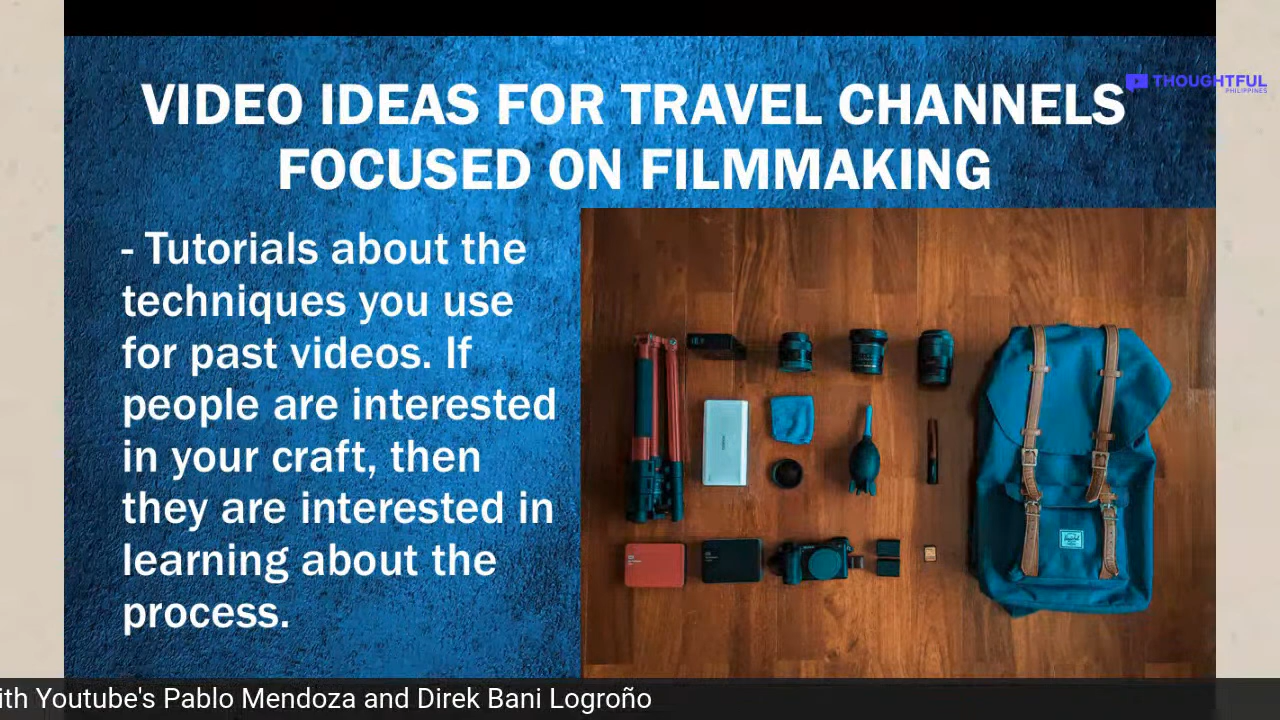 VIDEO IDEAS FOR TRAVEL CHANNELS
FOCUSED ON FILMMAKING
THOUGHTFUL
PHILIPPINES
- Tutorials about the
techniques you use
for past videos. If
people are interested
in your craft, then
they are interested in
learning about the
process.
ith Youtube's Pablo Mendoza and Direk Bani Logroño